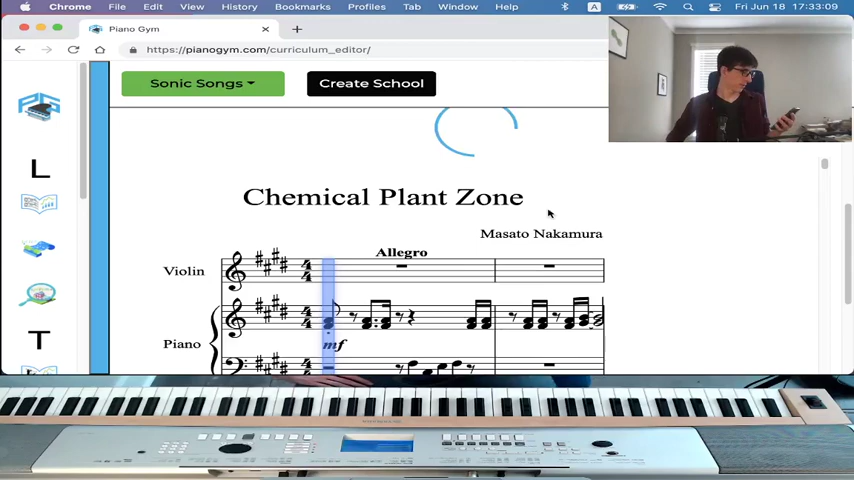 Chrome File Edit View History Bookmarks Profiles Tab Window Help A Fri Jun 18 17:33:09
Piano Gym
https://pianogym.com/curriculum_editor/
Sonic Songs Create School
L
T
Chemical Plant Zone
Masato Nakamura
Allegro
Violin
Piano
mf